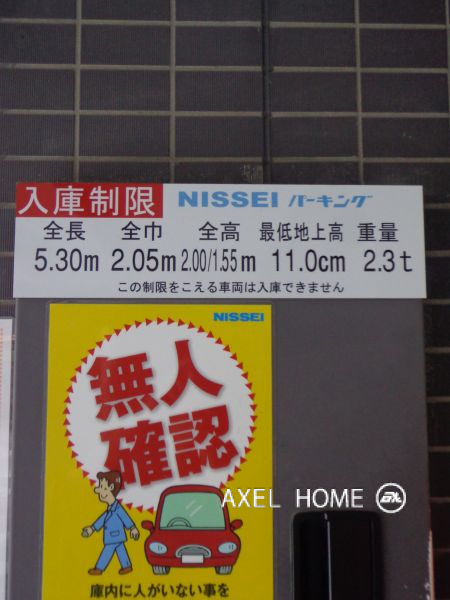 入庫制限 NISSEI パーキング
全長 全巾 全高 最低地上高 重量
5.30m 2.05m 2.00/1.55m 11.0cm 2.3t
この制限をこえる車両は入庫できません
NISSEI
無人
確認
AXEL HOME
庫内に人がいない事を